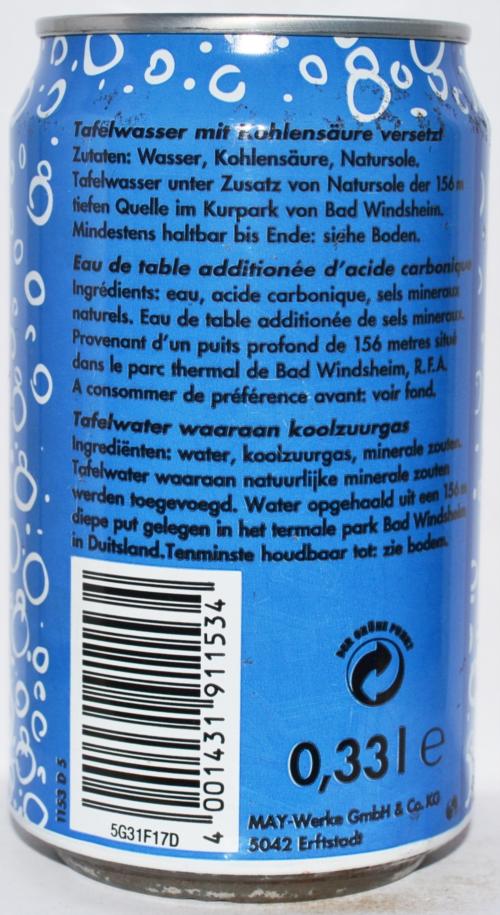 Tafelwasser mit Kohlensäure versetzt
Zutaten: Wasser, Kohlensäure, Natursole.
Tafelwasser unter Zusatz von Natursole der 156 m
tiefen Quelle im Kurpark von Bad Windsheim.
Mindestens haltbar bis Ende: siehe Boden.
Eau de table additionée d'acide carbonique
Ingrédients: eau, acide carbonique, sels mineraux
naturels. Eau de table additionée de sels mineraux.
Provenant d'un puits profond de 156 metres situé
dans le parc thermal de Bad Windsheim, R.F.A.
A consommer de préférence avant: voir fond.
Tafelwater waaraan koolzuurgas
Ingrediënten: water, koolzuurgas, minerale zouten.
Tafelwater waaraan natuurlijke minerale zouten
werden toegevoegd. Water opgehaald uit een 156 m
diepe put gelegen in het termale park Bad Windsheim
in Duitsland.Tenminste houdbaar tot: zie bodem.
1153 D 5
4 001431 911534
5G31F17D
DER GRÜNE PUNKT
0,33 l e
MAY-Werke GmbH & Co. KG
5042 Erftstadt